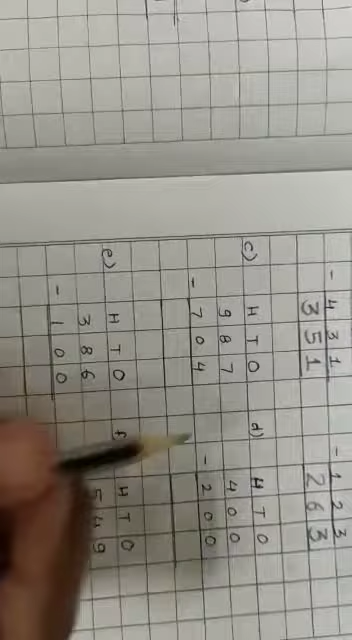 - 4 3 1 - 1 2 3
3 5 1 2 6 3
c) H T O d) H T O
9 8 7 4 0 0
- 7 0 4 - 2 0 0
e) H T O f) H T O
3 8 6 5 4 9
- 1 0 0